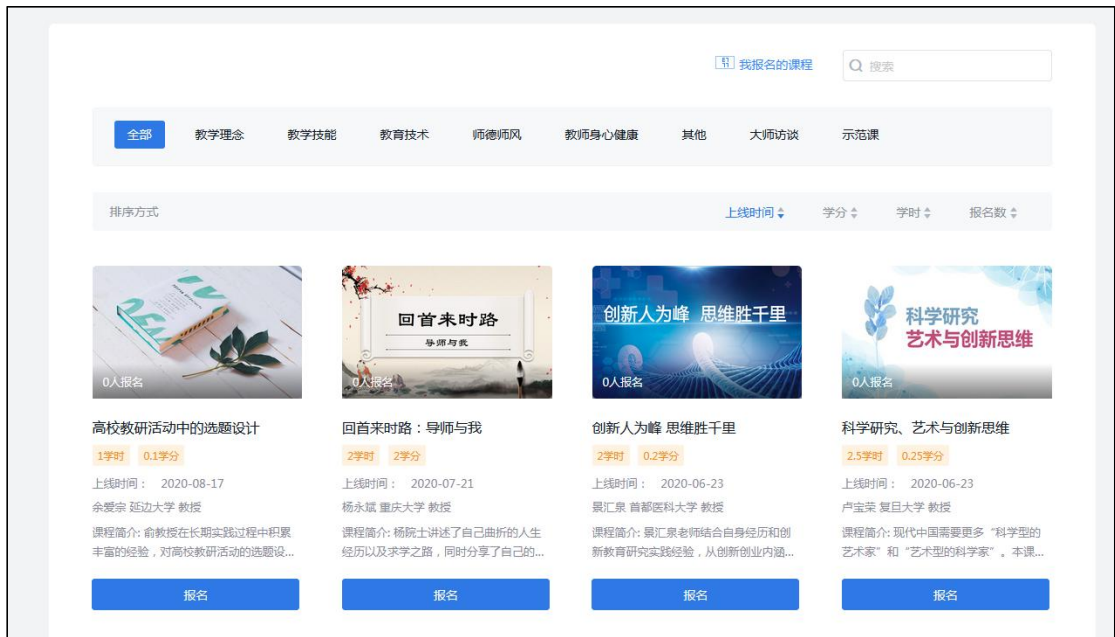 我报名的课程
搜索
全部 教学理念 教学技能 教育技术 师德师风 教师身心健康 其他 大师访谈 示范课
排序方式 上线时间 学分 学时 报名数
0人报名
高校教研活动中的选题设计
1学时 0.1学分
上线时间： 2020-08-17
余爱宗 延边大学 教授
课程简介: 俞教授在长期实践过程中积累
丰富的经验，对高校教研活动的选题设...
报名
回首来时路
导师与我
0人报名
回首来时路：导师与我
2学时 2学分
上线时间： 2020-07-21
杨永斌 重庆大学 教授
课程简介: 杨院士讲述了自己曲折的人生
经历以及求学之路，同时分享了自己的...
报名
创新人为峰 思维胜千里
0人报名
创新人为峰 思维胜千里
2学时 0.2学分
上线时间： 2020-06-23
景汇泉 首都医科大学 教授
课程简介: 景汇泉老师结合自身经历和创
新教育研究实践经验，从创新创业内涵...
报名
科学研究
艺术与创新思维
0人报名
科学研究、艺术与创新思维
2.5学时 0.25学分
上线时间： 2020-06-23
卢宝荣 复旦大学 教授
课程简介: 现代中国需要更多“科学型的
艺术家”和“艺术型的科学家”。本课...
报名